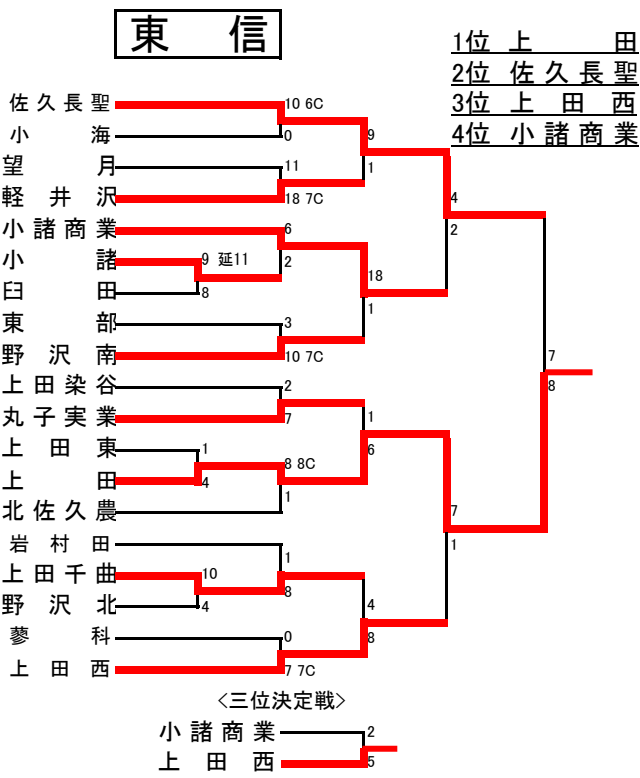 東 信
1位 上 田
2位 佐久長聖
3位 上田西
4位 小諸商業
佐久長聖
10 6C
小海
0
9
望月
11
1
軽井沢
18 7C
4
小諸商業
6
2
小諸
9 延11
2
臼田
8
18
東部
3
1
野沢南
10 7C
7
8
上田染谷
2
丸子実業
7
1
上田東
1
6
上田
4
8 8C
北佐久農
1
7
岩村田
1
1
上田千曲
10
8
野沢北
4
4
蓼科
0
8
上田西
7 7C
<三位決定戦>
小諸商業
2
上田西
5